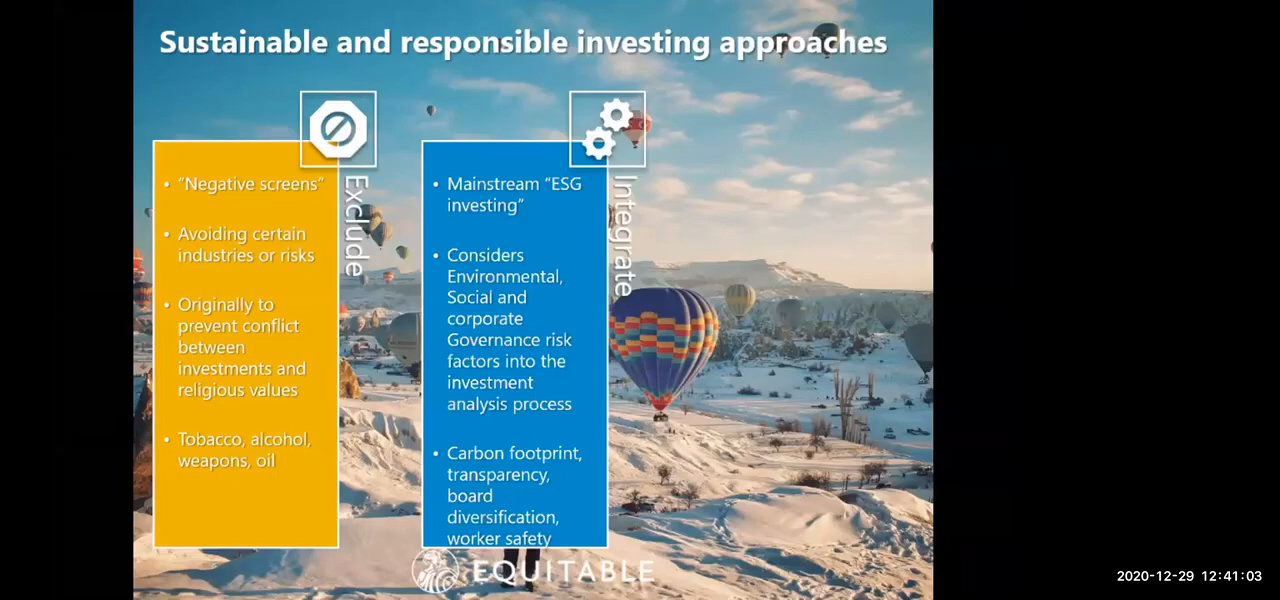 Sustainable and responsible investing approaches
• “Negative screens”
• Avoiding certain
industries or risks
• Originally to
prevent conflict
between
investments and
religious values
• Tobacco, alcohol,
weapons, oil
Exclude
• Mainstream “ESG
investing”
• Considers
Environmental,
Social and
corporate
Governance risk
factors into the
investment
analysis process
• Carbon footprint,
transparency,
board
diversification,
worker safety
Integrate
EQUITABLE
2020-12-29 12:41:03